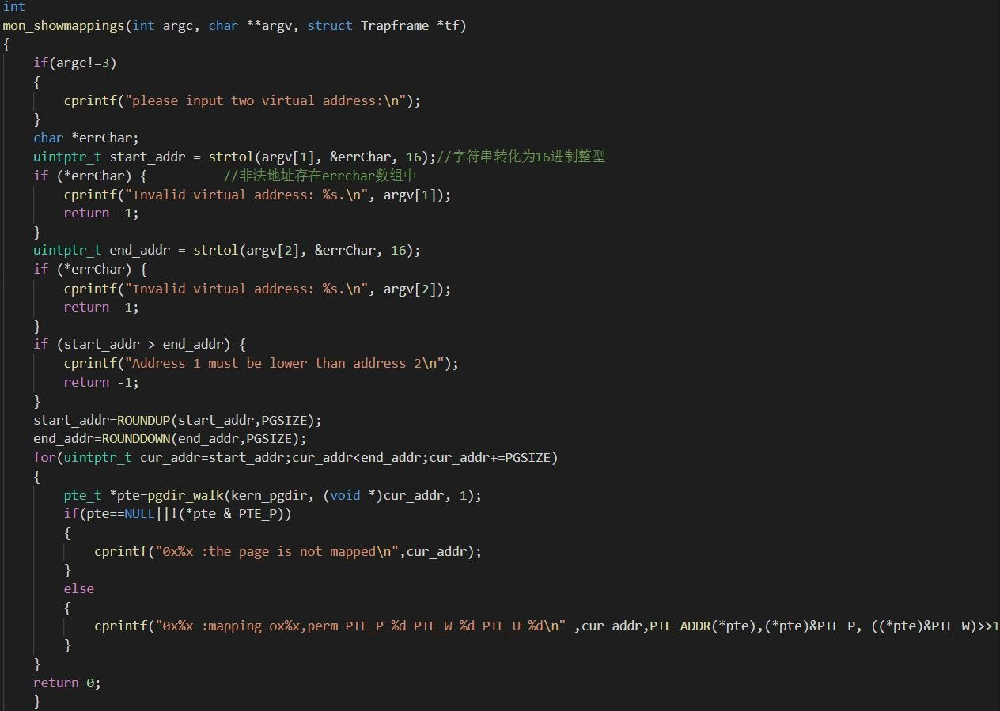 int
mon_showmappings(int argc, char **argv, struct Trapframe *tf)
{
    if(argc!=3)
    {
        cprintf("please input two virtual address:\n");
    }
    char *errChar;
    uintptr_t start_addr = strtol(argv[1], &errChar, 16);//字符串转化为16进制整型
    if (*errChar) {          //非法地址存在errchar数组中
        cprintf("Invalid virtual address: %s.\n", argv[1]);
        return -1;
    }
    uintptr_t end_addr = strtol(argv[2], &errChar, 16);
    if (*errChar) {
        cprintf("Invalid virtual address: %s.\n", argv[2]);
        return -1;
    }
    if (start_addr > end_addr) {
        cprintf("Address 1 must be lower than address 2\n");
        return -1;
    }
    start_addr=ROUNDUP(start_addr,PGSIZE);
    end_addr=ROUNDDOWN(end_addr,PGSIZE);
    for(uintptr_t cur_addr=start_addr;cur_addr<end_addr;cur_addr+=PGSIZE)
    {
        pte_t *pte=pgdir_walk(kern_pgdir, (void *)cur_addr, 1);
        if(pte==NULL||!(*pte & PTE_P))
        {
            cprintf("0x%x :the page is not mapped\n",cur_addr);
        }
        else
        {
            cprintf("0x%x :mapping ox%x,perm PTE_P %d PTE_W %d PTE_U %d\n" ,cur_addr,PTE_ADDR(*pte),(*pte)&PTE_P, ((*pte)&PTE_W)>>1
        }
    }
    return 0;
    }